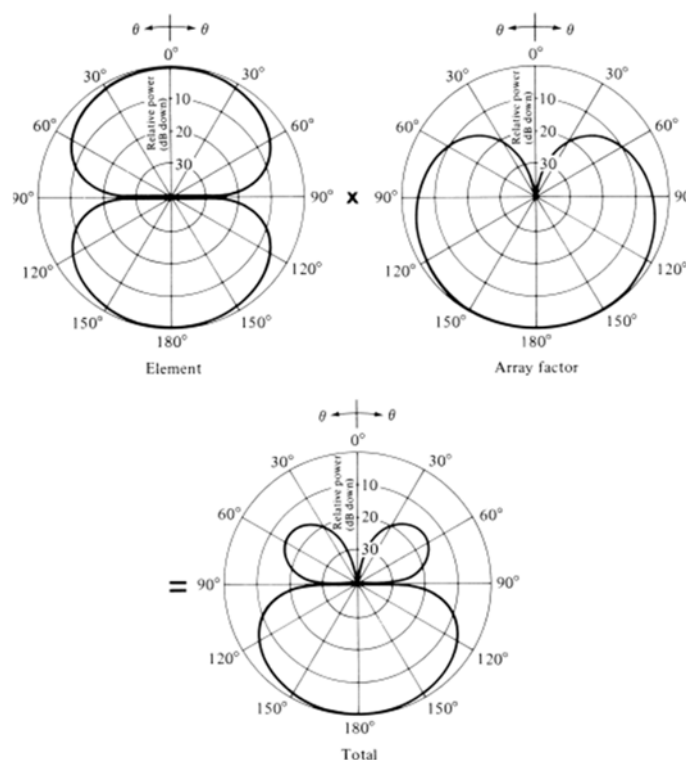 θ θ
0°
30° 30°
60° 60°
90° 90°
120° 120°
150° 150°
180°
Relative power
(dB down)
10
20
30
Element
x
θ θ
0°
30° 30°
60° 60°
90° 90°
120° 120°
150° 150°
180°
Relative power
(dB down)
10
20
30
Array factor
=
θ θ
0°
30° 30°
60° 60°
90° 90°
120° 120°
150° 150°
180°
Relative power
(dB down)
10
20
30
Total